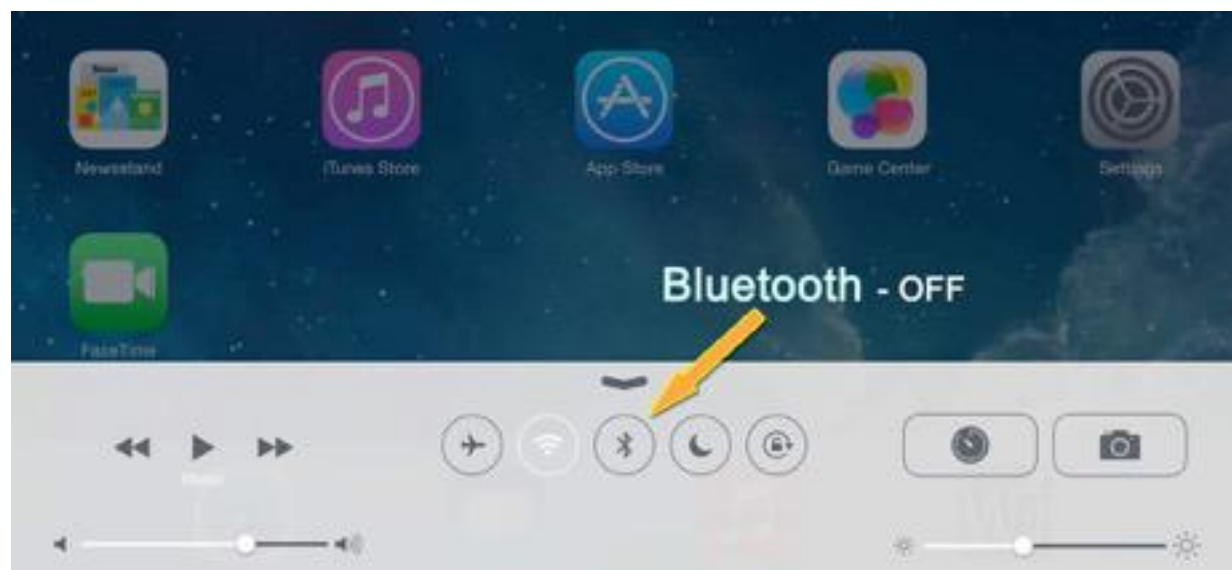 Newsstand
iTunes Store
App Store
Game Center
Settings
Bluetooth - OFF
FaceTime